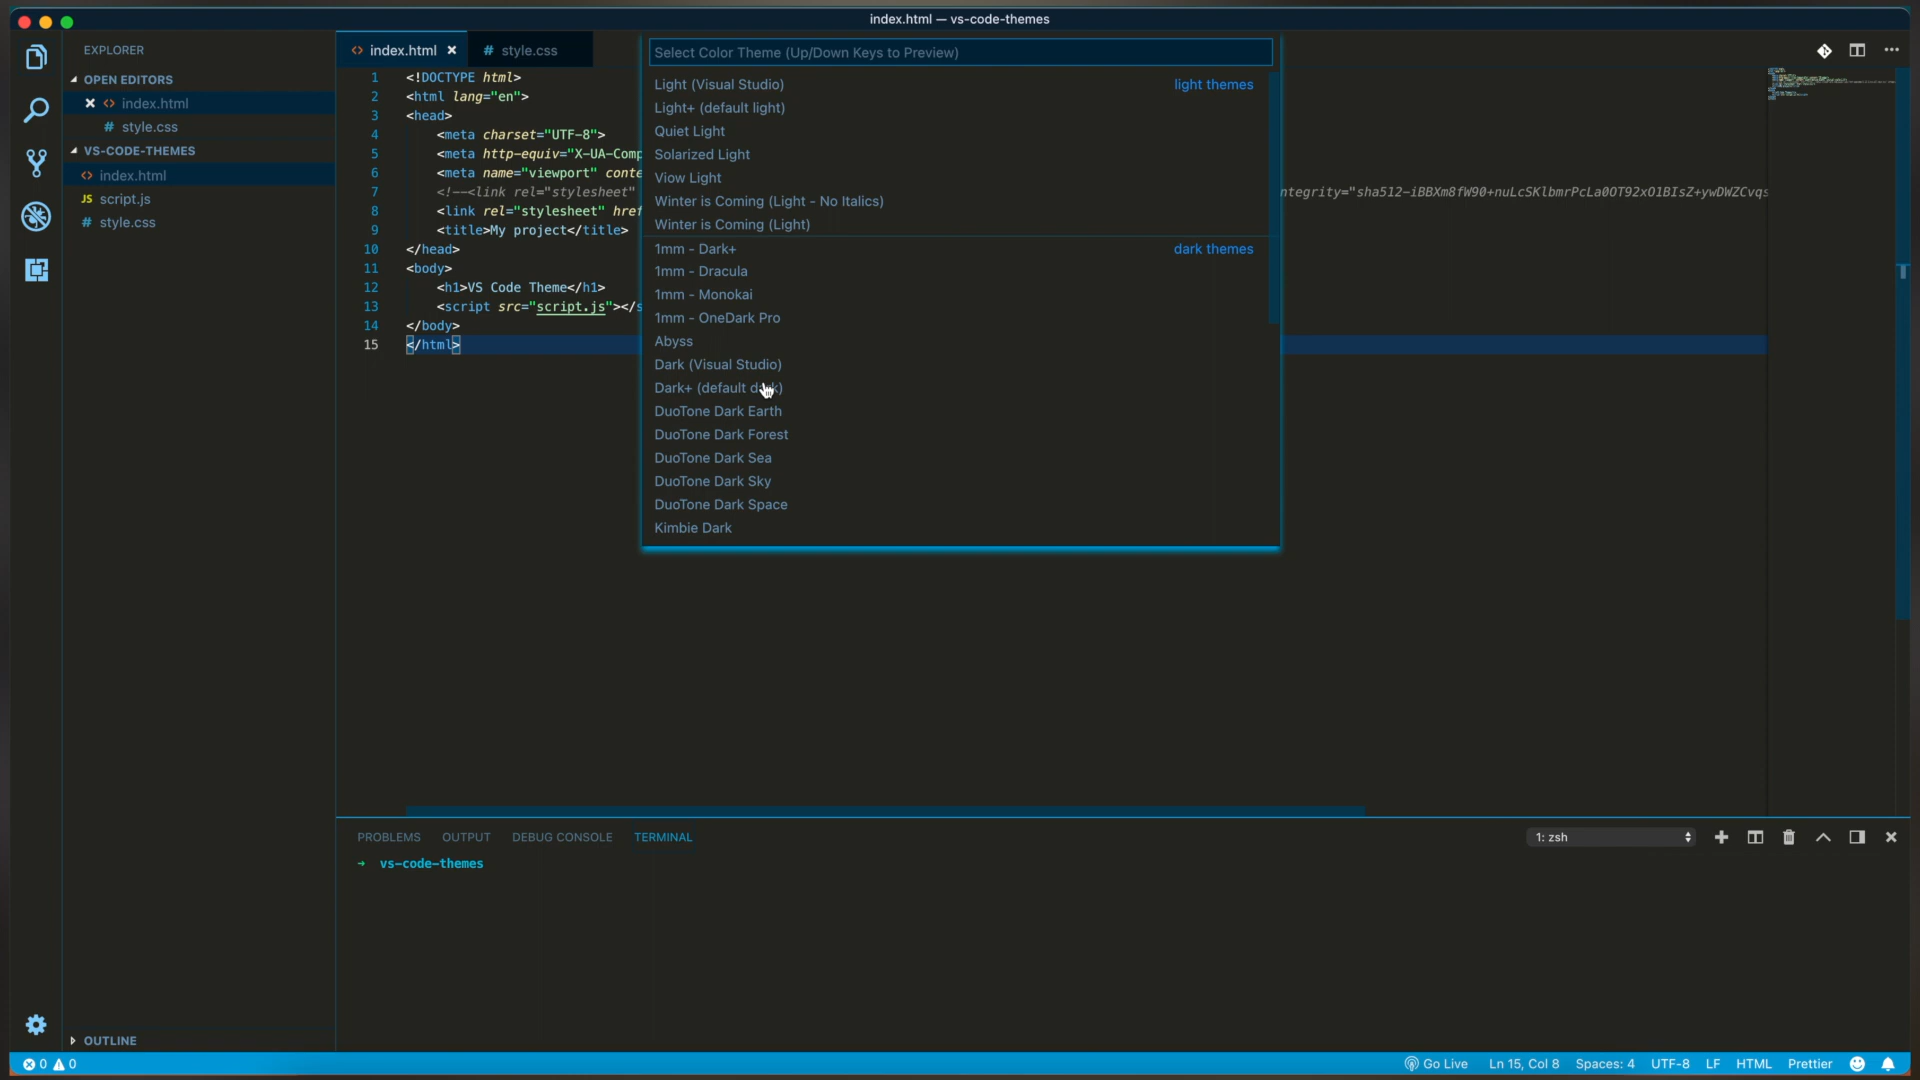 index.html — vs-code-themes
EXPLORER
OPEN EDITORS
index.html
style.css
VS-CODE-THEMES
index.html
JS script.js
# style.css
OUTLINE
<> index.html
# style.css
1 <!DOCTYPE html>
2 <html lang="en">
3 <head>
4 <meta charset="UTF-8">
5 <meta http-equiv="X-UA-Comp
6 <meta name="viewport" conte
7 <!--<link rel="stylesheet" ntegrity="sha512-iBBXm8fW90+nuLcSKlbmrPcLa0OT92xO1BIsZ+ywDWZCvqs
8 <link rel="stylesheet" href
9 <title>My project</title>
10 </head>
11 <body>
12 <h1>VS Code Theme</h1>
13 <script src="script.js"></s
14 </body>
15 </html>
Select Color Theme (Up/Down Keys to Preview)
Light (Visual Studio) light themes
Light+ (default light)
Quiet Light
Solarized Light
Viow Light
Winter is Coming (Light - No Italics)
Winter is Coming (Light)
1mm - Dark+ dark themes
1mm - Dracula
1mm - Monokai
1mm - OneDark Pro
Abyss
Dark (Visual Studio)
Dark+ (default dark)
DuoTone Dark Earth
DuoTone Dark Forest
DuoTone Dark Sea
DuoTone Dark Sky
DuoTone Dark Space
Kimbie Dark
PROBLEMS OUTPUT DEBUG CONSOLE TERMINAL 1: zsh
→ vs-code-themes
0 0 Go Live Ln 15, Col 8 Spaces: 4 UTF-8 LF HTML Prettier